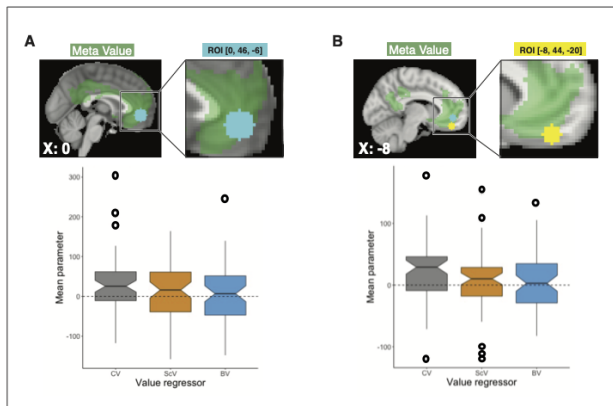 A
Meta Value
ROI [0, 46, -6]
X: 0
300
200
100
0
-100
Mean parameter
CV
ScV
BV
Value regressor
B
Meta Value
ROI [-8, 44, -20]
X: -8
100
0
-100
Mean parameter
CV
ScV
BV
Value regressor